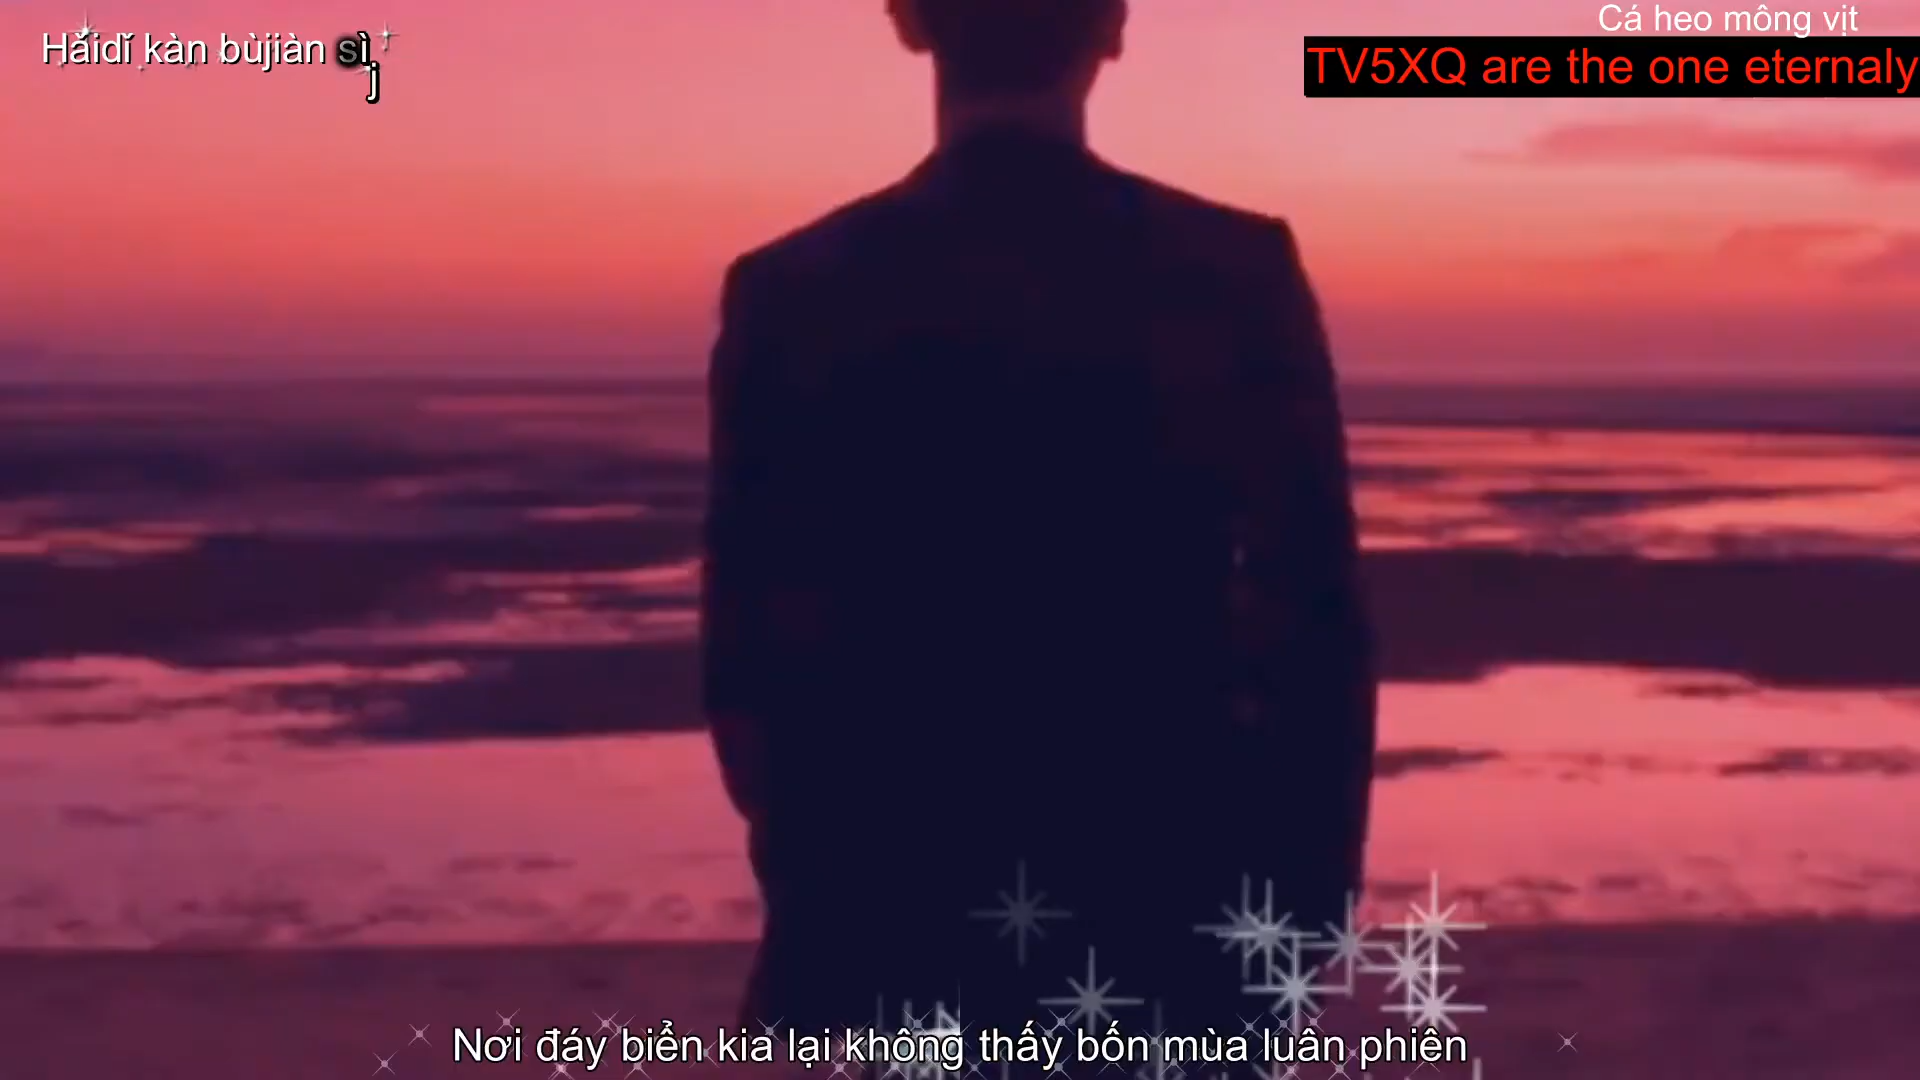 Hǎidǐ kàn bùjiàn sì
j
Cá heo mông vịt
TV5XQ are the one eternaly
Nơi đáy biển kia lại không thấy bốn mùa luân phiên